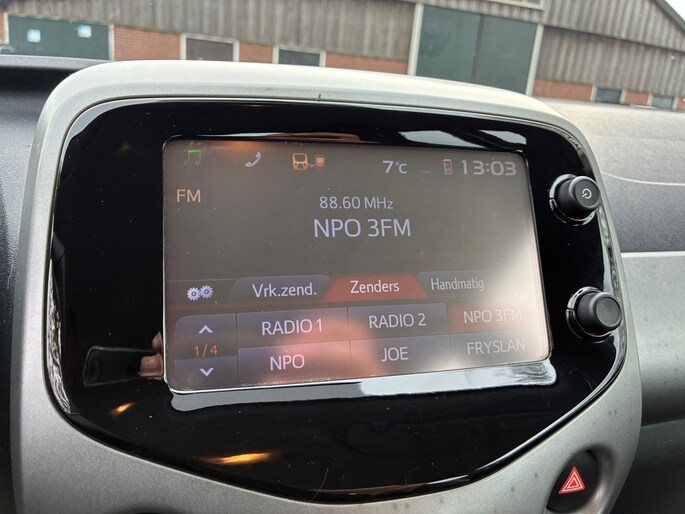 7°C 13:03
FM
88.60 MHz
NPO 3FM
Vrk.zend. Zenders Handmatig
RADIO 1 RADIO 2 NPO 3FM
1/4
NPO JOE FRYSLAN